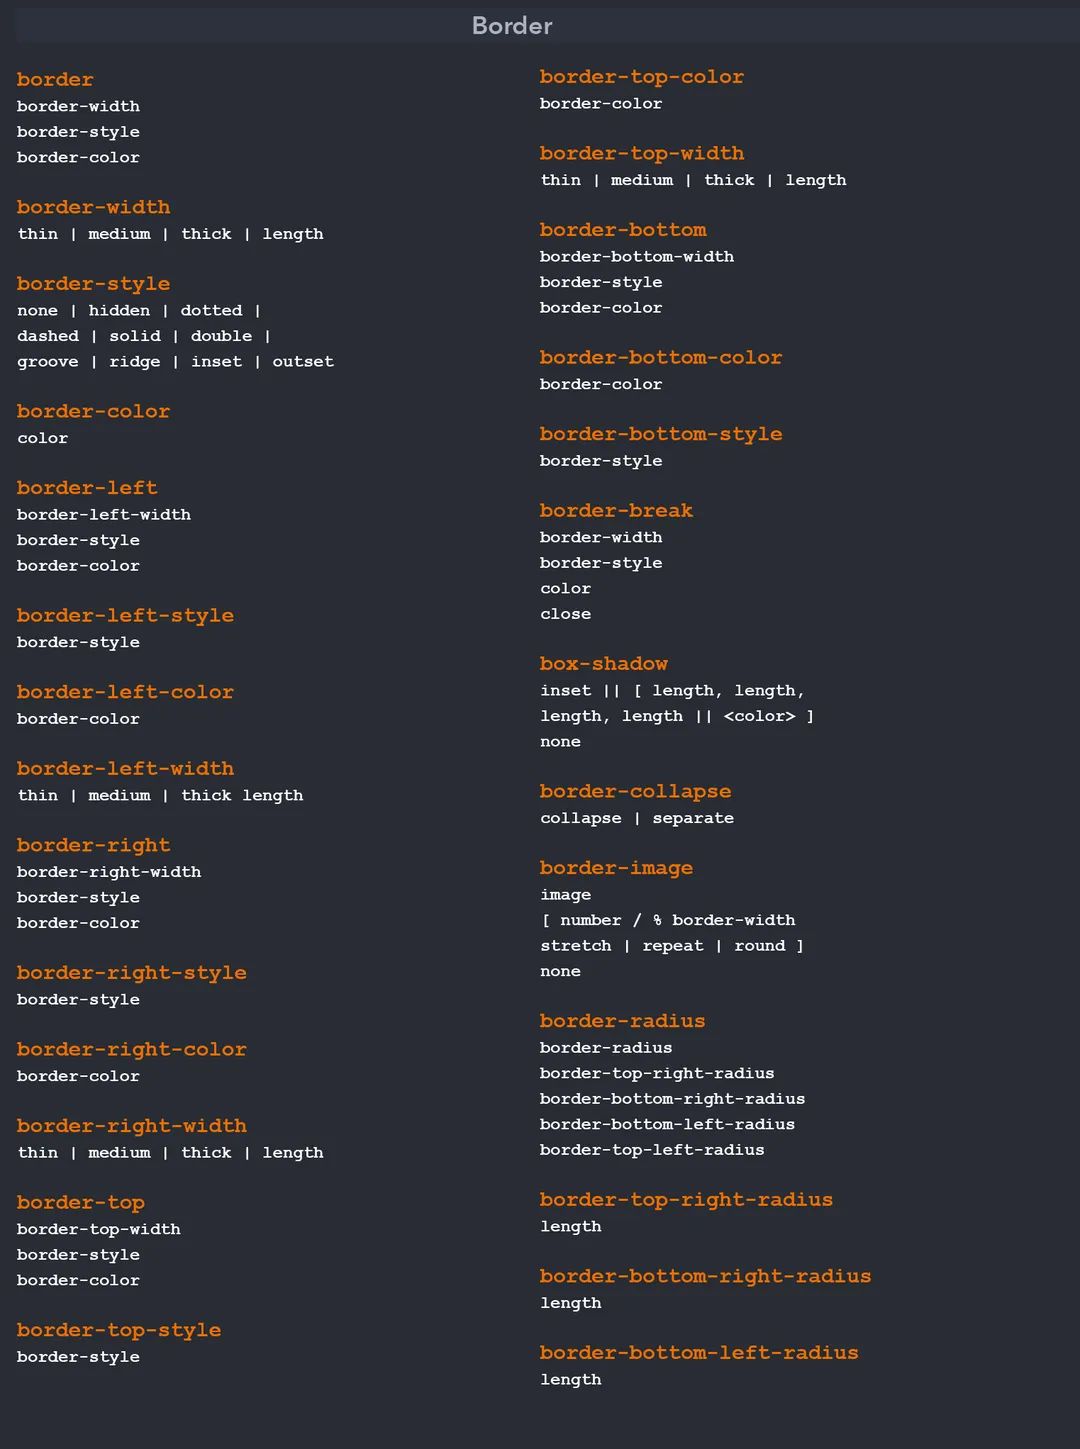 Border
border
border-width
border-style
border-color
border-width
thin | medium | thick | length
border-style
none | hidden | dotted |
dashed | solid | double |
groove | ridge | inset | outset
border-color
color
border-left
border-left-width
border-style
border-color
border-left-style
border-style
border-left-color
border-color
border-left-width
thin | medium | thick length
border-right
border-right-width
border-style
border-color
border-right-style
border-style
border-right-color
border-color
border-right-width
thin | medium | thick | length
border-top
border-top-width
border-style
border-color
border-top-style
border-style
border-top-color
border-color
border-top-width
thin | medium | thick | length
border-bottom
border-bottom-width
border-style
border-color
border-bottom-color
border-color
border-bottom-style
border-style
border-break
border-width
border-style
color
close
box-shadow
inset || [ length, length,
length, length || <color> ]
none
border-collapse
collapse | separate
border-image
image
[ number / % border-width
stretch | repeat | round ]
none
border-radius
border-radius
border-top-right-radius
border-bottom-right-radius
border-bottom-left-radius
border-top-left-radius
border-top-right-radius
length
border-bottom-right-radius
length
border-bottom-left-radius
length